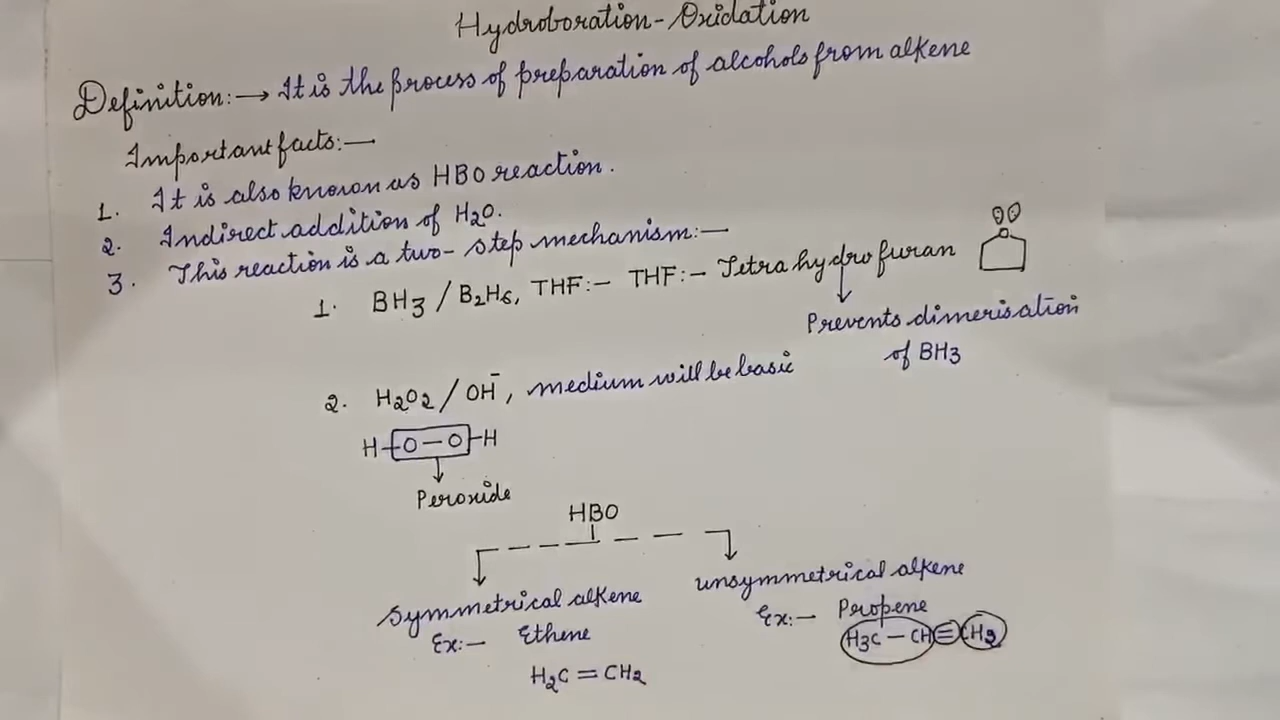 Hydroboration-Oxidation
Definition:→ It is the process of preparation of alcohols from alkene
Important facts:—
1. It is also known as HBO reaction.
2. Indirect addition of H₂O.
3. This reaction is a two-step mechanism:—
1. BH₃ / B₂H₆, THF:— THF:— Tetra hydro furan
O
Prevents dimerisation
of BH₃
2. H₂O₂ / OH⁻, medium will be basic
H—O—O—H
Peroxide
HBO
Symmetrical alkene
unsymmetrical alkene
Ex:— Ethene
Ex:— Propene
H₂C=CH₂
H₃C—CH≡CH₂